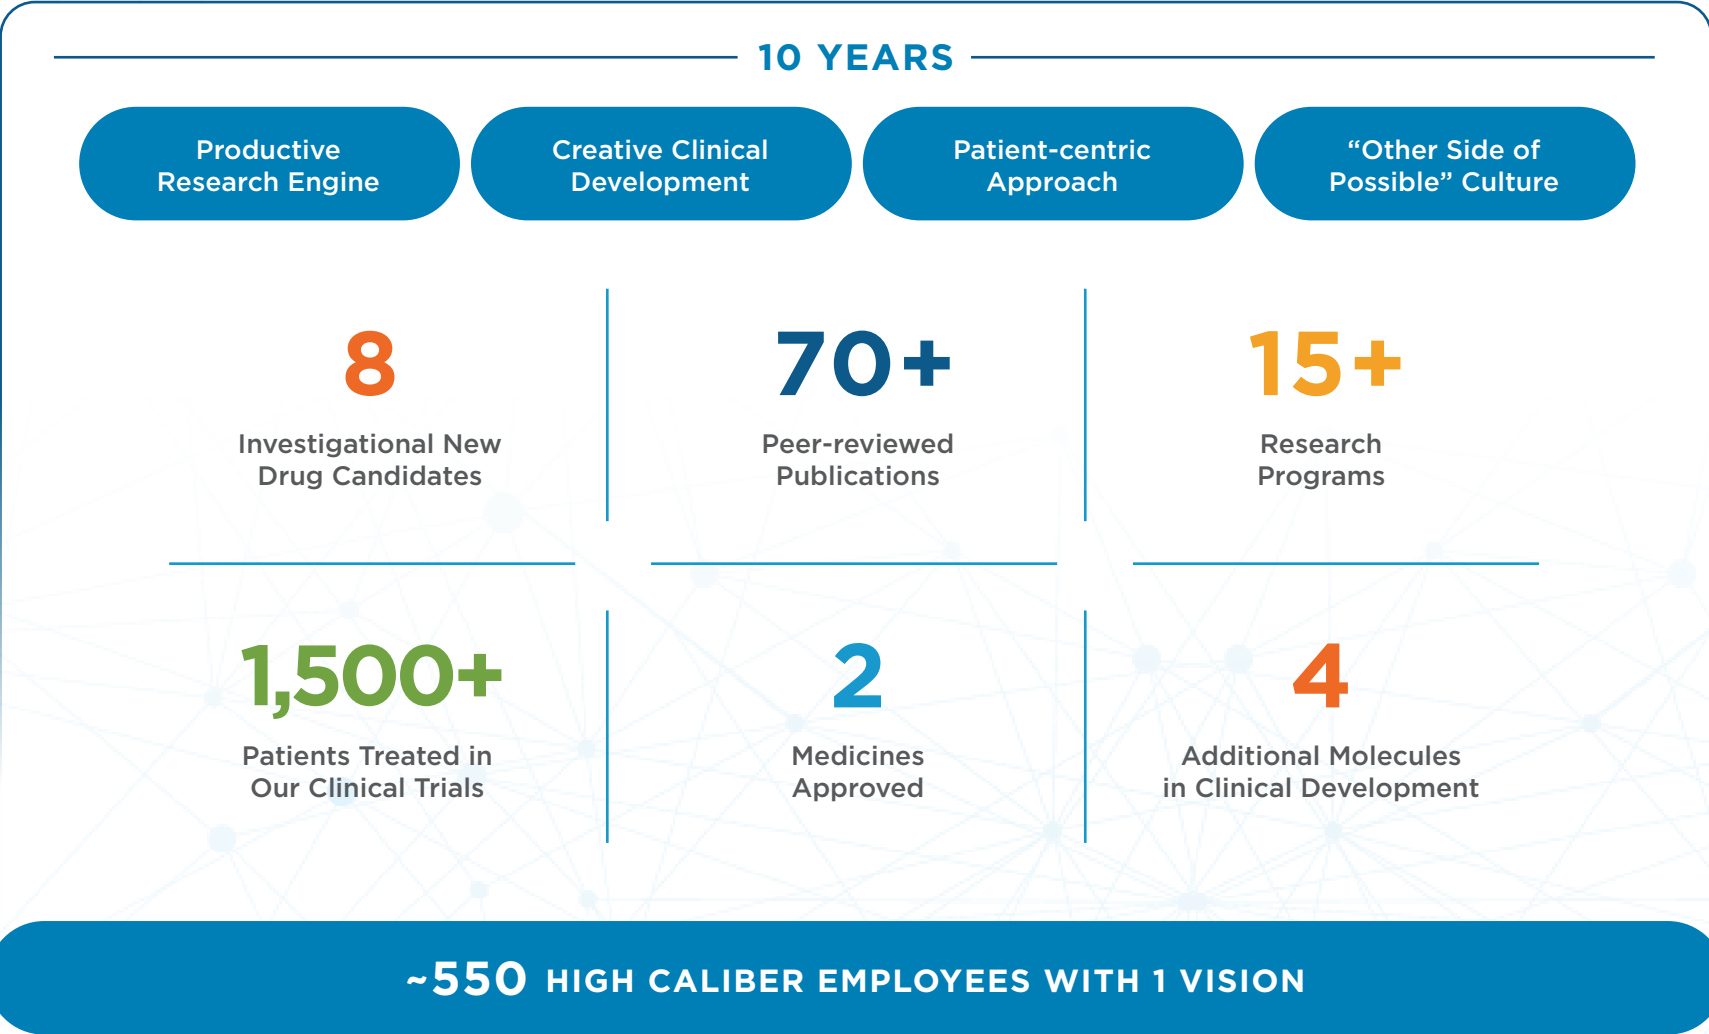 10 YEARS
Productive
Research Engine
Creative Clinical
Development
Patient-centric
Approach
“Other Side of
Possible” Culture
8
Investigational New
Drug Candidates
70+
Peer-reviewed
Publications
15+
Research
Programs
1,500+
Patients Treated in
Our Clinical Trials
2
Medicines
Approved
4
Additional Molecules
in Clinical Development
~550 HIGH CALIBER EMPLOYEES WITH 1 VISION